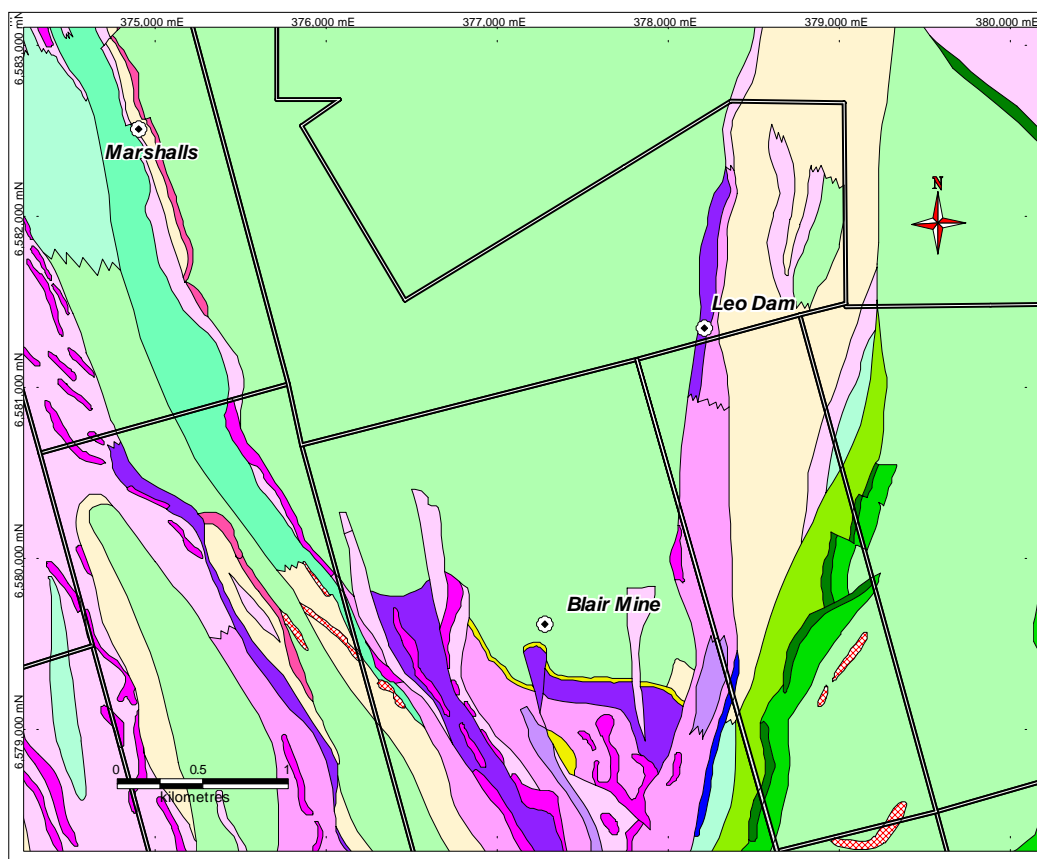 375,000 mE
376,000 mE
377,000 mE
378,000 mE
379,000 mE
380,000 mE
6.583,000 mN
Marshalls
N
6.582,000 mN
Leo Dam
6.581,000 mN
6.580,000 mN
Blair Mine
6.579,000 mN
0
0.5
1
kilometres